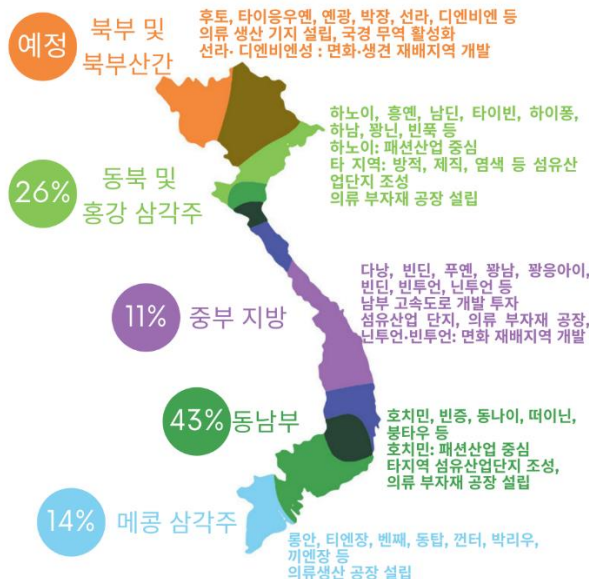 예정
북부 및
북부산간
후토, 타이응우옌, 옌광, 박장, 선라, 디엔비엔 등
의류 생산 기지 설립, 국경 무역 활성화
선라· 디엔비엔성 : 면화·생견 재배지역 개발
26%
동북 및
홍강 삼각주
하노이, 흥옌, 남딘, 타이빈, 하이퐁,
하남, 꽝닌, 빈푹 등
하노이: 패션산업 중심
타 지역: 방적, 제직, 염색 등 섬유산
업단지 조성
의류 부자재 공장 설립
11%
중부 지방
다낭, 빈딘, 푸옌, 꽝남, 꽝응아이,
빈딘, 빈투언, 닌투언 등
남부 고속도로 개발 투자
섬유산업 단지, 의류 부자재 공장,
닌투언·빈투언: 면화 재배지역 개발
43%
동남부
호치민, 빈증, 동나이, 떠이닌,
붕타우 등
호치민: 패션산업 중심
타지역 섬유산업단지 조성,
의류 부자재 공장 설립
14%
메콩 삼각주
롱안, 티엔장, 벤째, 동탑, 껀터, 박리우,
끼엔장 등
의류생산 공장 설립